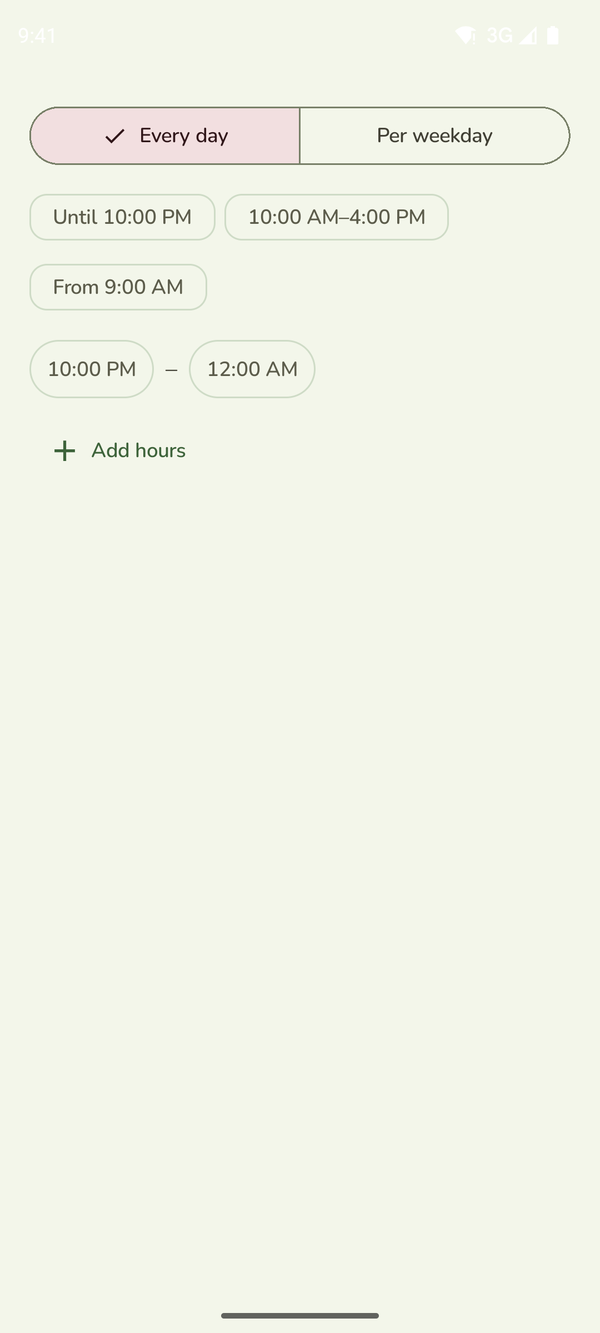 9:41 3G
Every day Per weekday
Until 10:00 PM 10:00 AM–4:00 PM
From 9:00 AM
10:00 PM – 12:00 AM
Add hours